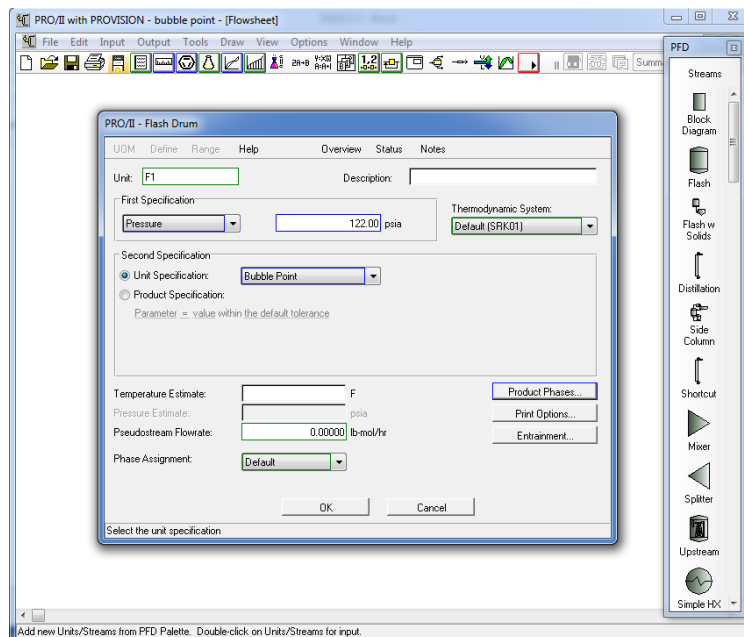 PRO/II with PROVISION - bubble point - [Flowsheet]
File Edit Input Output Tools Draw View Options Window Help
Summ
PRO/II - Flash Drum
UOM Define Range Help Overview Status Notes
Unit: F1 Description:
First Specification
Pressure 122.00 psia
Thermodynamic System:
Default (SRK01)
Second Specification
Unit Specification: Bubble Point
Product Specification:
Parameter = value within the default tolerance
Temperature Estimate: F
Pressure Estimate: psia
Pseudostream Flowrate: 0.00000 lb-mol/hr
Phase Assignment: Default
Product Phases...
Print Options...
Entrainment...
OK Cancel
Select the unit specification
PFD
Streams
Block
Diagram
Flash
Flash w
Solids
Distillation
Side
Column
Shortcut
Mixer
Splitter
Upstream
Simple HX
Add new Units/Streams from PFD Palette. Double-click on Units/Streams for input.